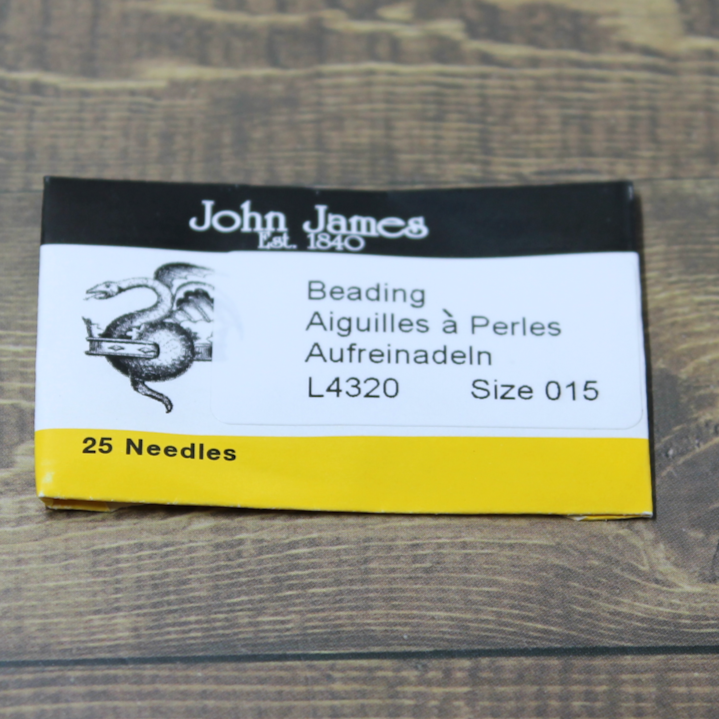 John James
Est. 1840
Beading
Aiguilles à Perles
Aufreinadeln
L4320 Size 015
25 Needles